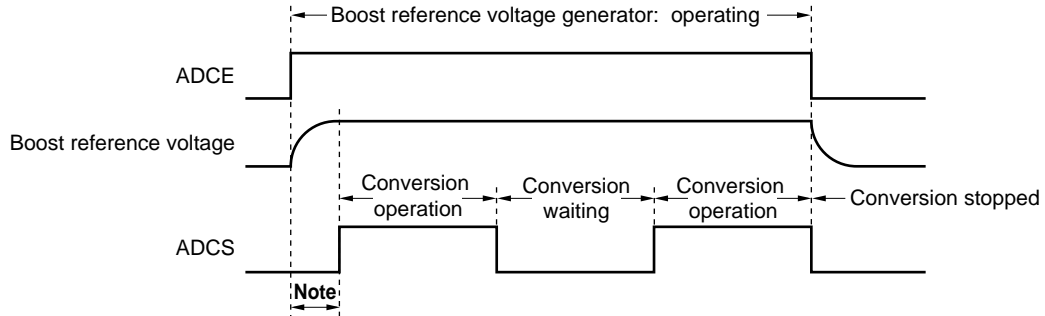 Boost reference voltage generator: operating
ADCE
Boost reference voltage
Conversion operation
Conversion waiting
Conversion operation
Conversion stopped
ADCS
Note